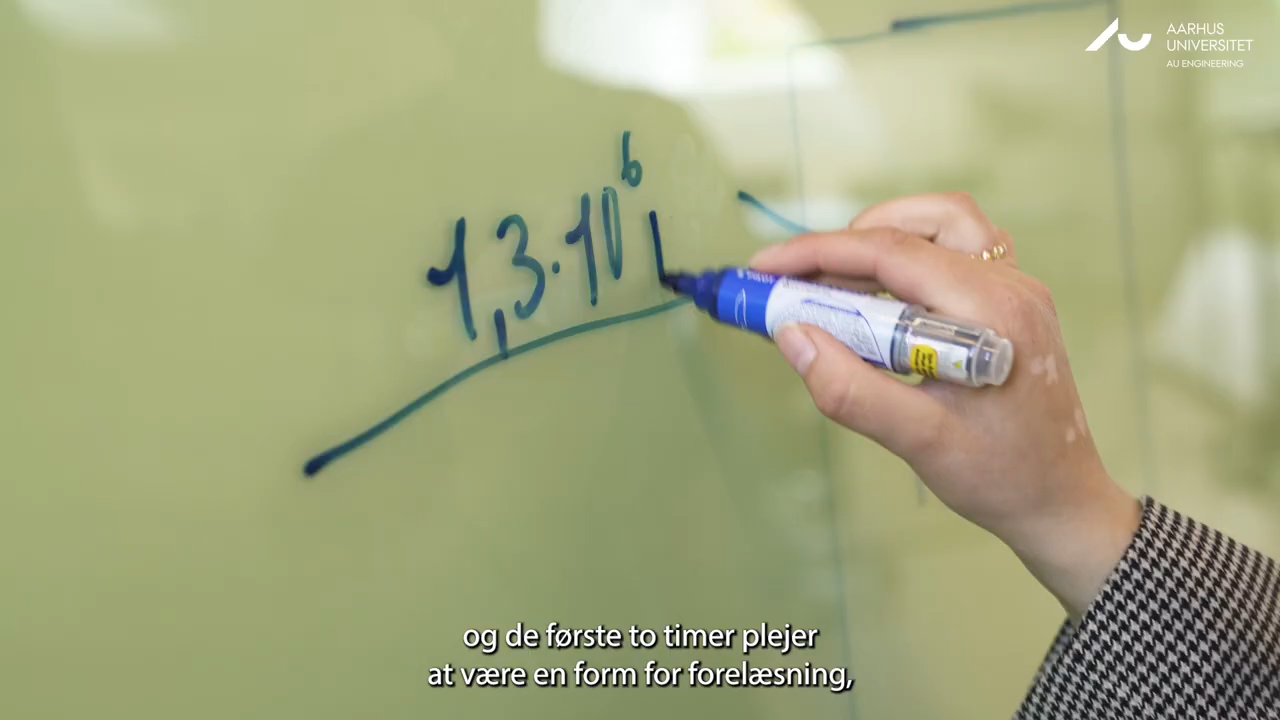 AARHUS
UNIVERSITET
AU ENGINEERING
1,3·10⁶ l
og de første to timer plejer
at være en form for forelæsning,